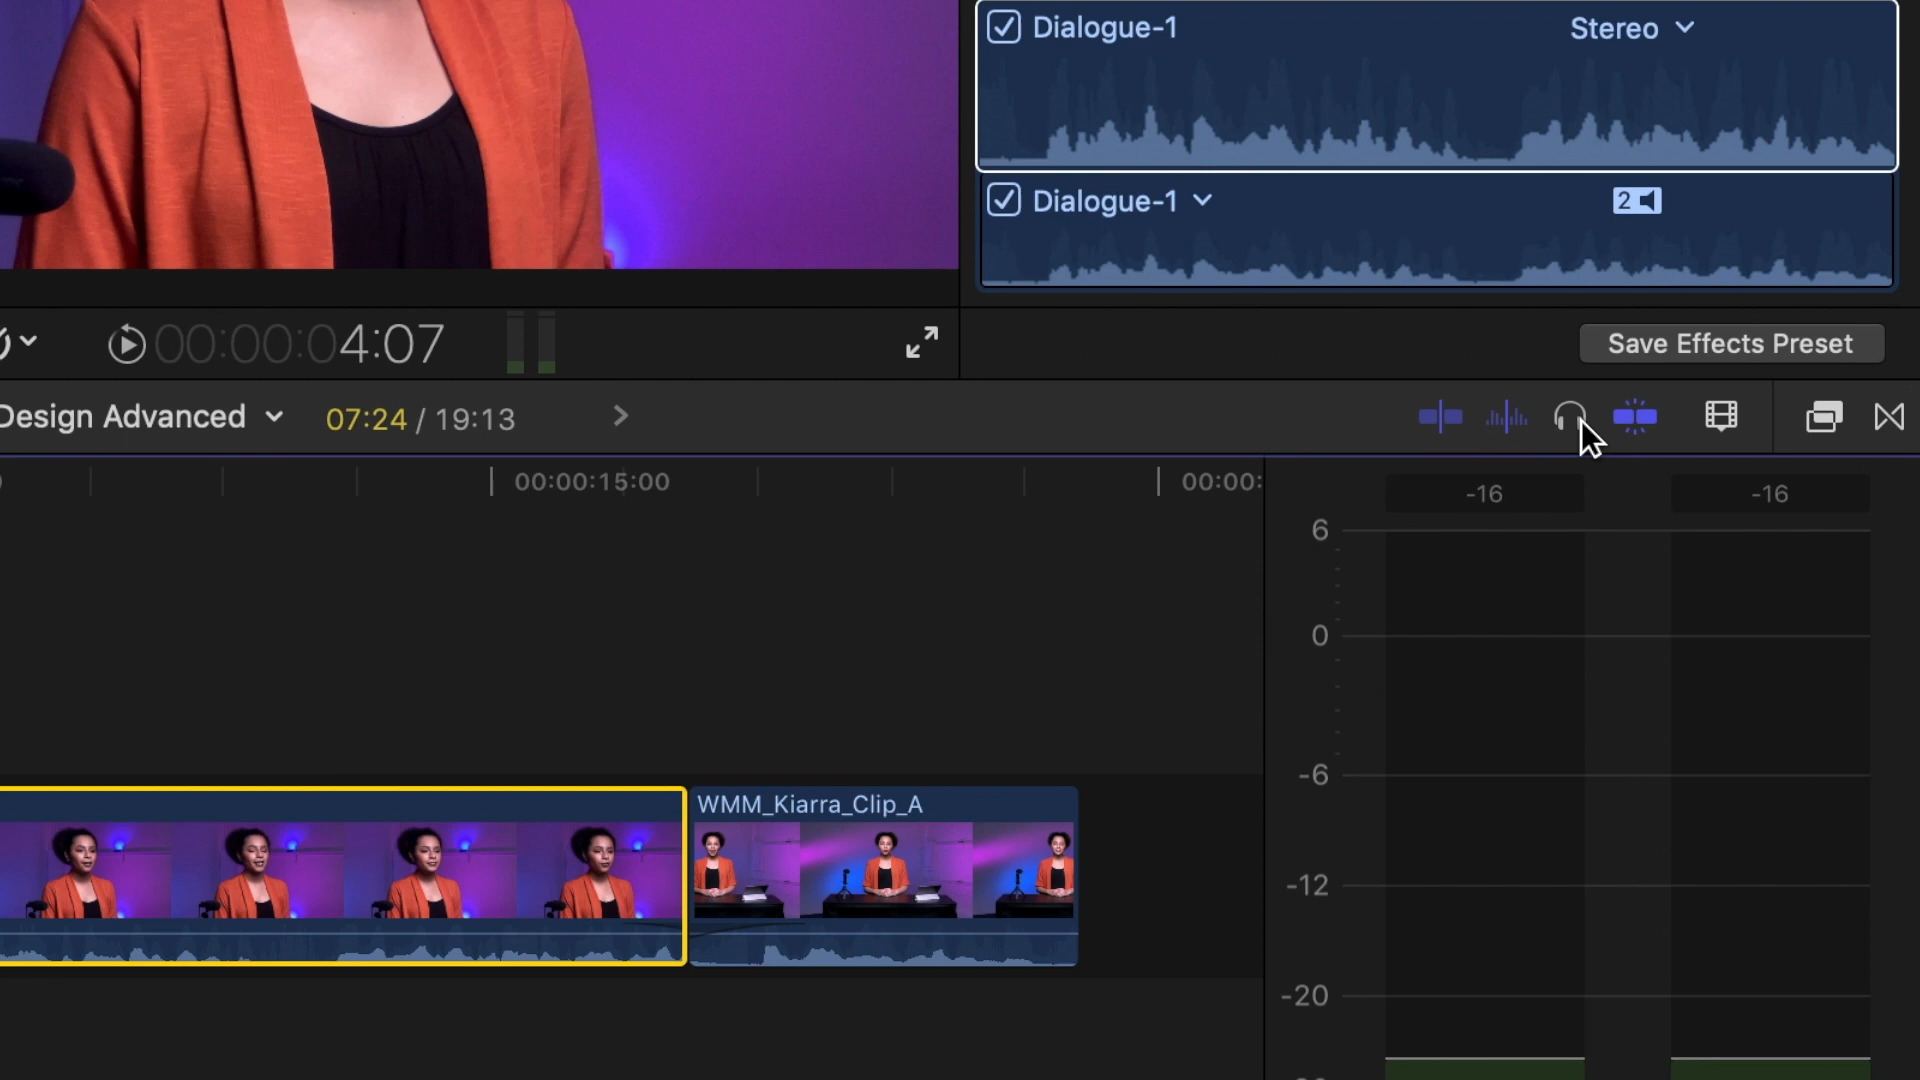 Dialogue-1 Stereo
Dialogue-1 2
00:00:04:07
Save Effects Preset
Design Advanced 07:24 / 19:13
00:00:15:00 00:00:
-16 -16
6
0
-6
-12
-20
WMM_Kiarra_Clip_A